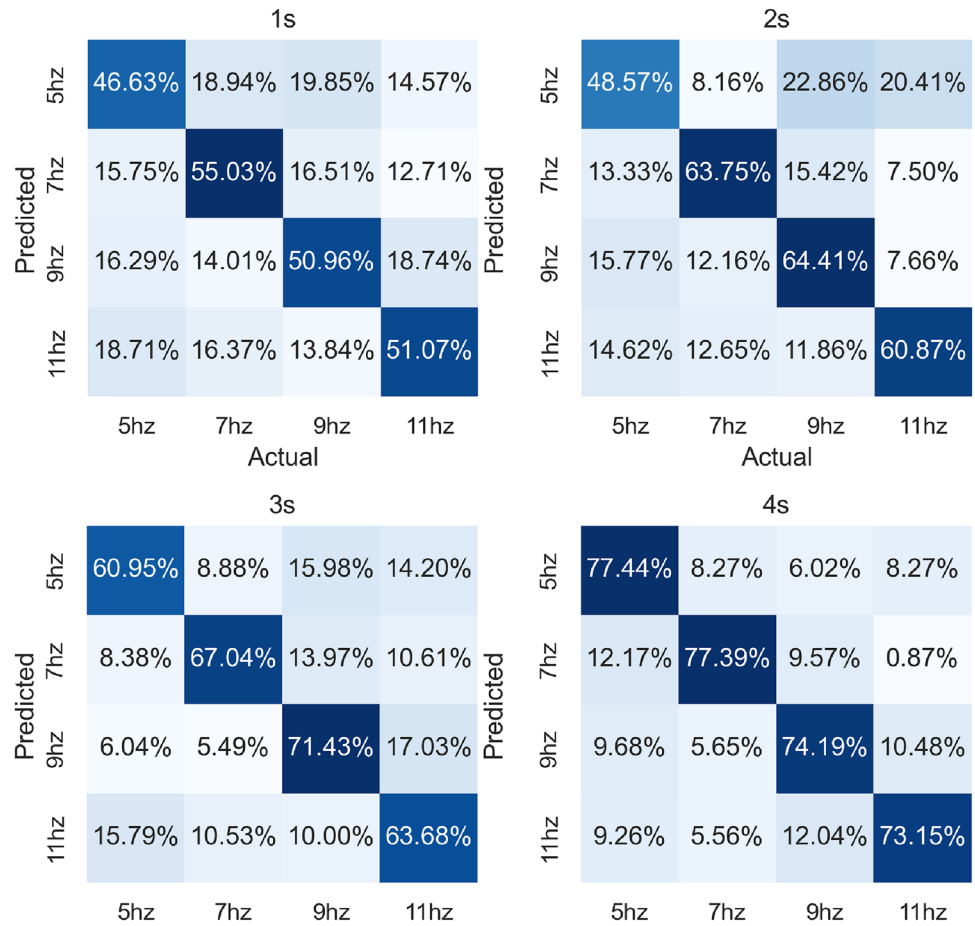 1s
Predicted
5hz 46.63% 18.94% 19.85% 14.57%
7hz 15.75% 55.03% 16.51% 12.71%
9hz 16.29% 14.01% 50.96% 18.74%
11hz 18.71% 16.37% 13.84% 51.07%
5hz 7hz 9hz 11hz
Actual
2s
Predicted
5hz 48.57% 8.16% 22.86% 20.41%
7hz 13.33% 63.75% 15.42% 7.50%
9hz 15.77% 12.16% 64.41% 7.66%
11hz 14.62% 12.65% 11.86% 60.87%
5hz 7hz 9hz 11hz
Actual
3s
Predicted
5hz 60.95% 8.88% 15.98% 14.20%
7hz 8.38% 67.04% 13.97% 10.61%
9hz 6.04% 5.49% 71.43% 17.03%
11hz 15.79% 10.53% 10.00% 63.68%
5hz 7hz 9hz 11hz
4s
Predicted
5hz 77.44% 8.27% 6.02% 8.27%
7hz 12.17% 77.39% 9.57% 0.87%
9hz 9.68% 5.65% 74.19% 10.48%
11hz 9.26% 5.56% 12.04% 73.15%
5hz 7hz 9hz 11hz